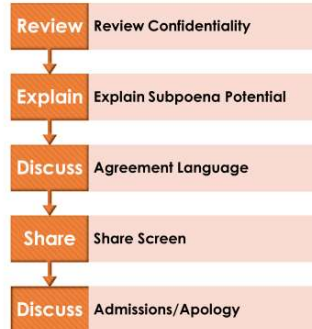 Review Review Confidentiality
Explain Explain Subpoena Potential
Discuss Agreement Language
Share Share Screen
Discuss Admissions/Apology